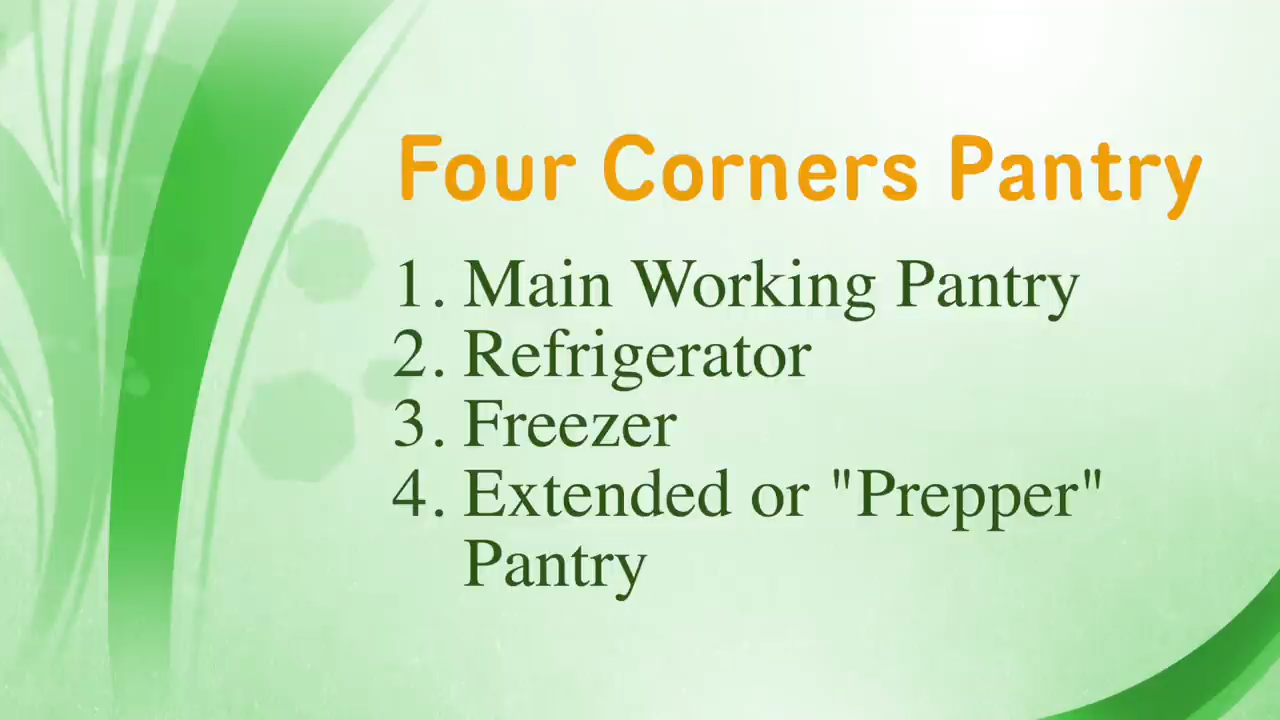 Four Corners Pantry
1. Main Working Pantry
2. Refrigerator
3. Freezer
4. Extended or "Prepper"
Pantry